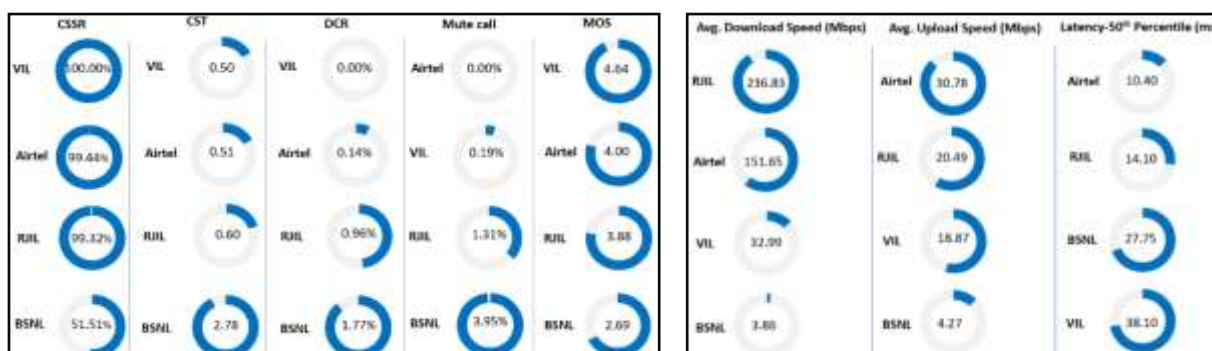 CSSR CST DCR Mute call MOS
VIL 100.00% VIL 0.50 VIL 0.00% Airtel 0.00% VIL 4.64
Airtel 99.44% Airtel 0.51 Airtel 0.14% VIL 0.19% Airtel 4.00
RJIL 99.32% RJIL 0.60 RJIL 0.96% RJIL 1.31% RJIL 3.88
BSNL 51.51% BSNL 2.78 BSNL 1.77% BSNL 3.95% BSNL 2.69
Avg. Download Speed (Mbps) Avg. Upload Speed (Mbps) Latency-50th Percentile (ms
RJIL 236.83 Airtel 30.78 Airtel 10.40
Airtel 151.65 RJIL 20.49 RJIL 14.10
VIL 32.99 VIL 18.87 BSNL 27.75
BSNL 3.86 BSNL 4.27 VIL 38.10